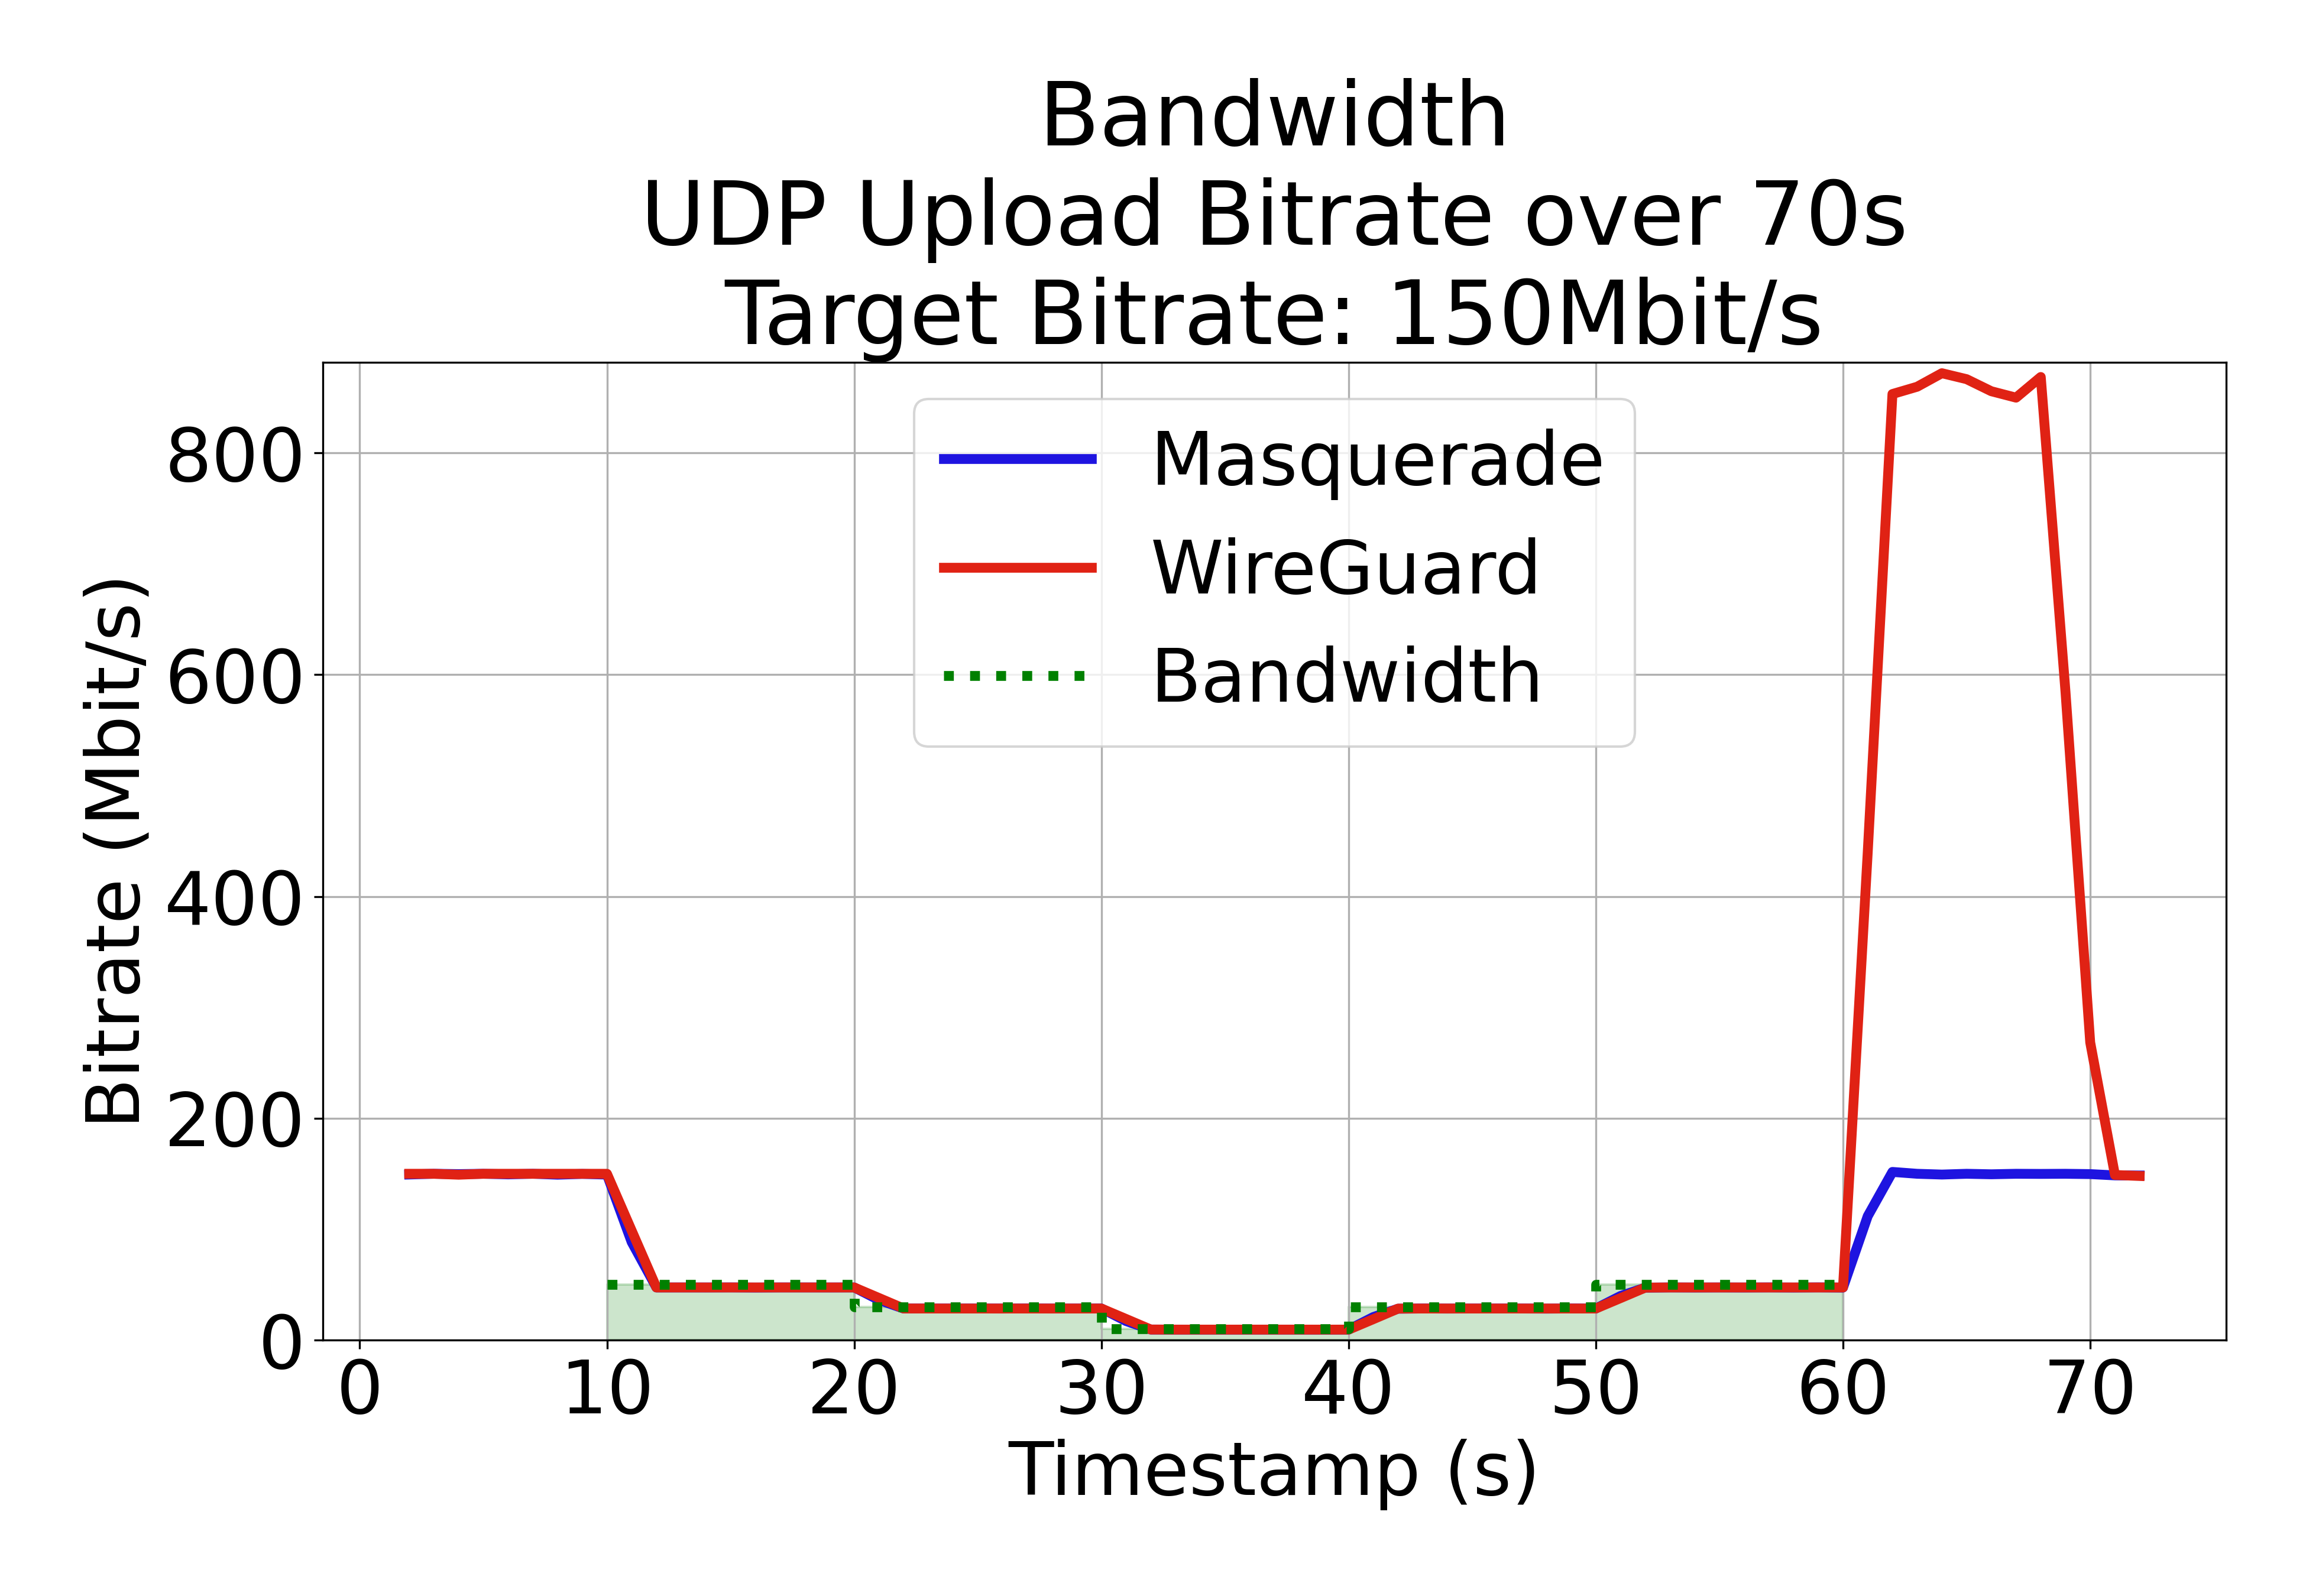 Bandwidth
UDP Upload Bitrate over 70s
Target Bitrate: 150Mbit/s
Bitrate (Mbit/s)
800
600
400
200
0
Masquerade
WireGuard
Bandwidth
0 10 20 30 40 50 60 70
Timestamp (s)